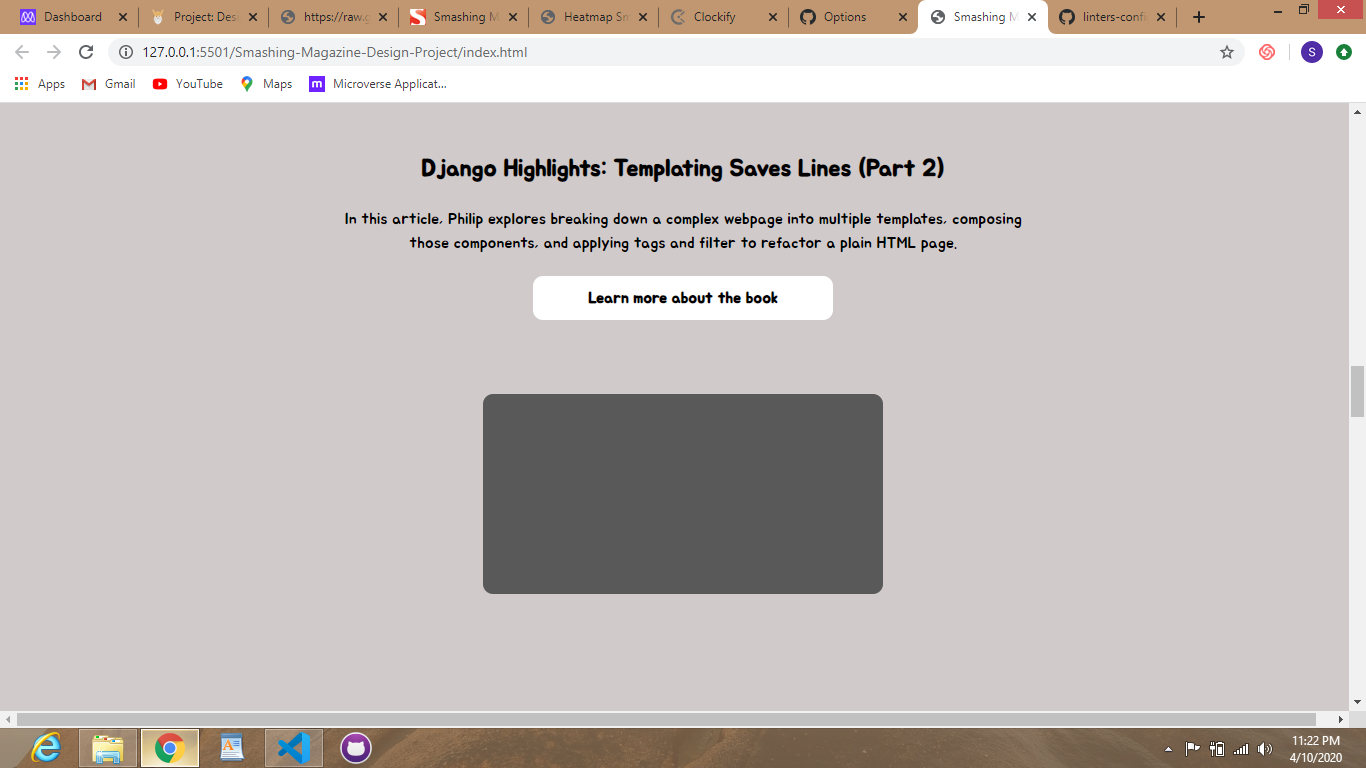 Dashboard
Project: Des
https://raw.g
Smashing M
Heatmap Sm
Clockify
Options
Smashing M
linters-confi
127.0.0.1:5501/Smashing-Magazine-Design-Project/index.html
S
Apps
Gmail
YouTube
Maps
m
Microverse Applicat...
Django Highlights: Templating Saves Lines (Part 2)
In this article, Philip explores breaking down a complex webpage into multiple templates, composing
those components, and applying tags and filter to refactor a plain HTML page.
Learn more about the book
11:22 PM
4/10/2020